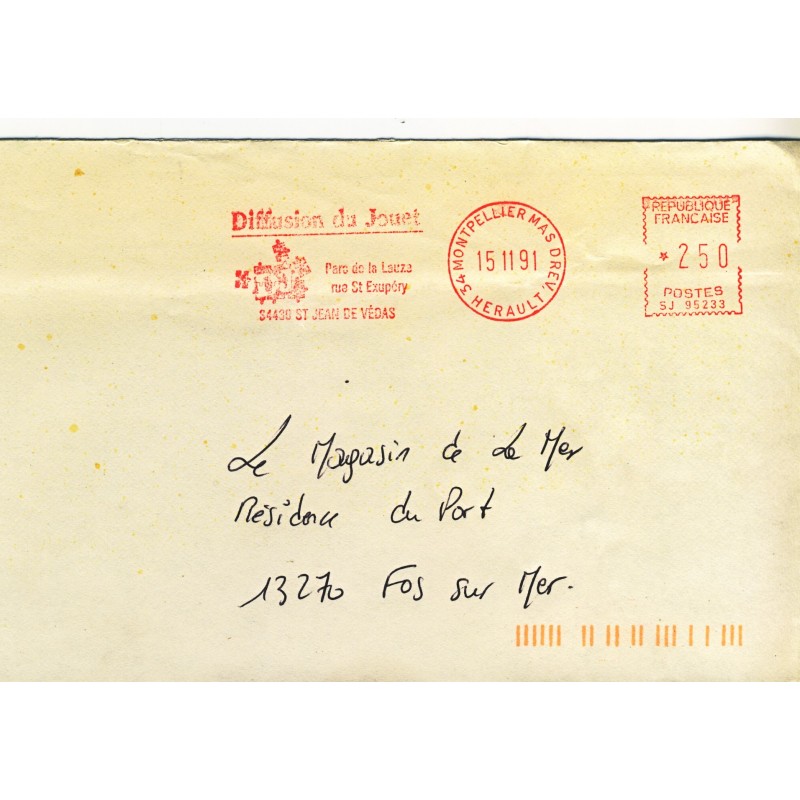 Diffusion du Jouet
Parc de la Lauze
rue St Exupéry
34430 ST JEAN DE VÉDAS
34 MONTPELLIER MAS DREV.
HERAULT
15 11 91
REPUBLIQUE
FRANCAISE
* 250
POSTES
SJ 95233
Le Magasin de La Mer
Résidence du Port
13270 Fos sur Mer.